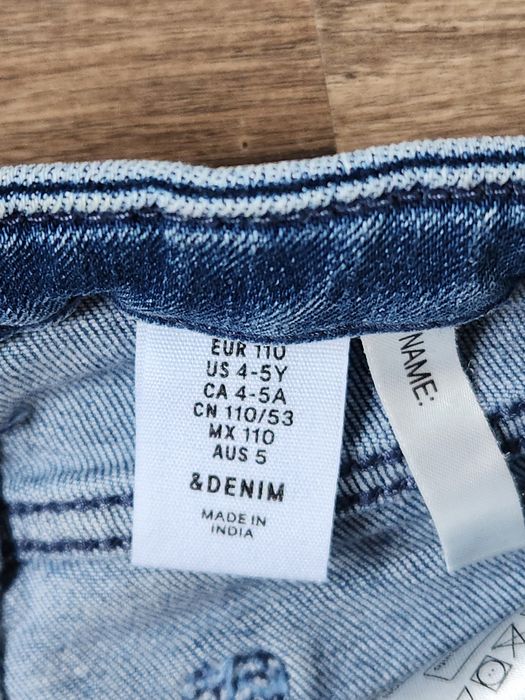 EUR 110
US 4-5Y
CA 4-5A
CN 110/53
MX 110
AUS 5
&DENIM
MADE IN
INDIA
NAME: